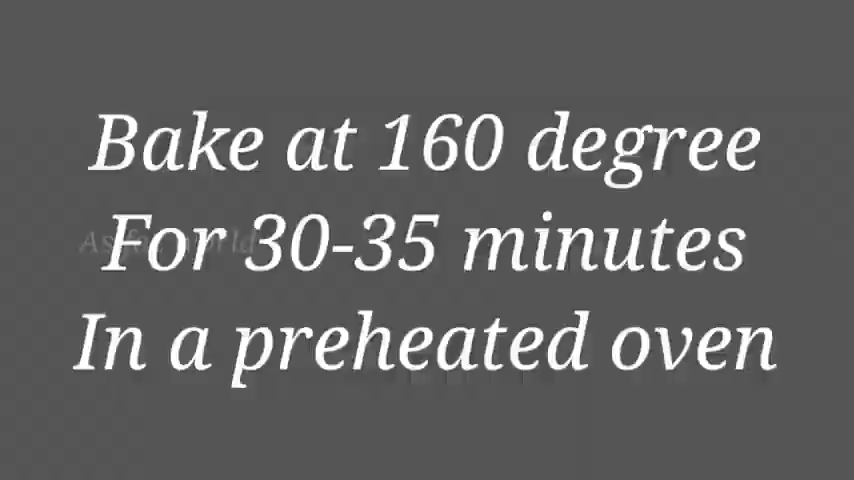 Bake at 160 degree
For 30-35 minutes
In a preheated oven